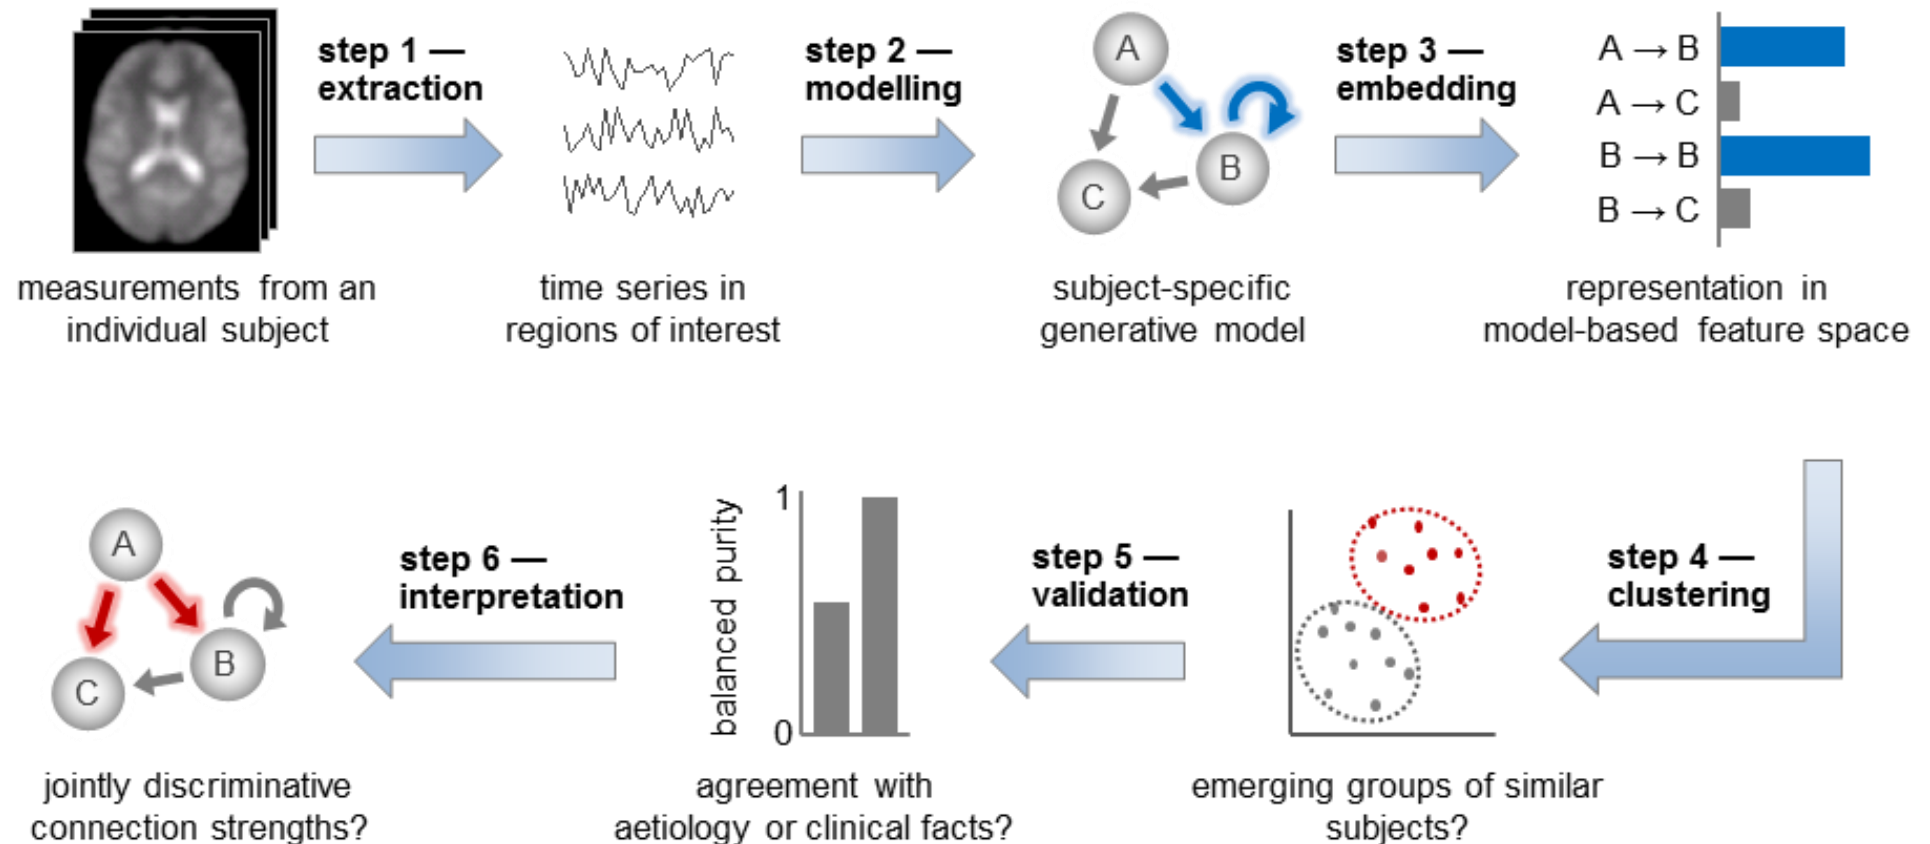 step 1 —
extraction
step 2 —
modelling
A
B
C
step 3 —
embedding
A → B
A → C
B → B
B → C
measurements from an
individual subject
time series in
regions of interest
subject-specific
generative model
representation in
model-based feature space
A
B
C
step 6 —
interpretation
balanced purity
1
0
step 5 —
validation
step 4 —
clustering
jointly discriminative
connection strengths?
agreement with
aetiology or clinical facts?
emerging groups of similar
subjects?